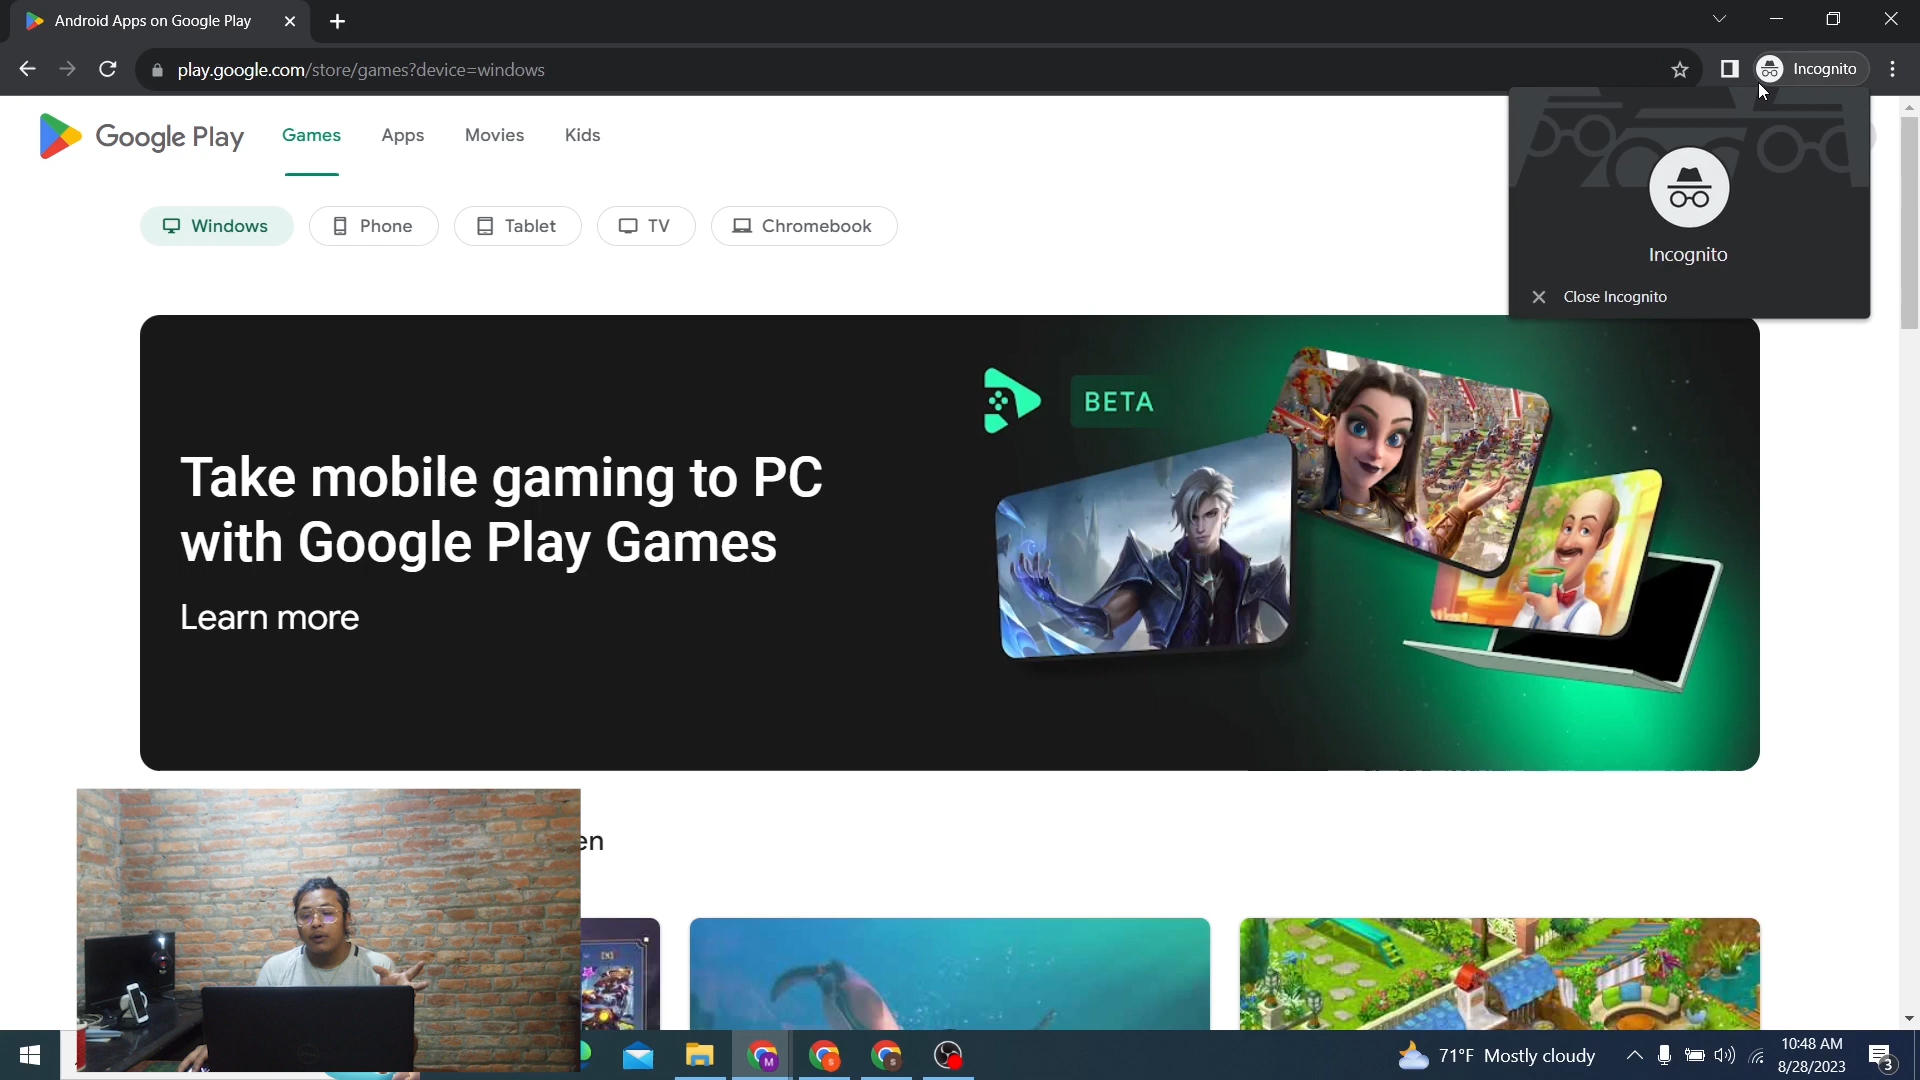 Android Apps on Google Play
play.google.com/store/games?device=windows
Incognito
Google Play
Games
Apps
Movies
Kids
Incognito
Close Incognito
Windows
Phone
Tablet
TV
Chromebook
BETA
Take mobile gaming to PC
with Google Play Games
Learn more
en
M
S
S
71°F Mostly cloudy
10:48 AM
8/28/2023
3